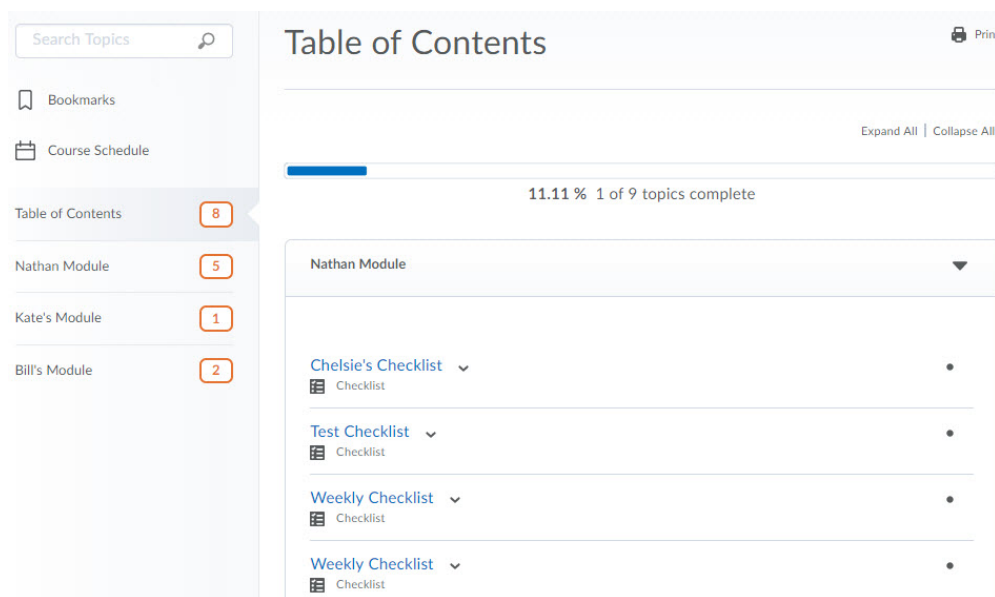 Search Topics
Bookmarks
Course Schedule
Table of Contents 8
Nathan Module 5
Kate's Module 1
Bill's Module 2
Table of Contents
Prin
Expand All | Collapse All
11.11 % 1 of 9 topics complete
Nathan Module
Chelsie's Checklist
Checklist
Test Checklist
Checklist
Weekly Checklist
Checklist
Weekly Checklist
Checklist